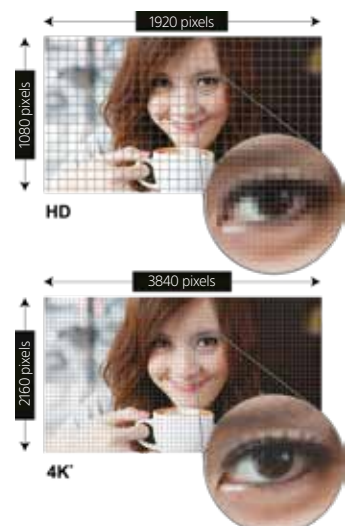 1920 pixels
1080 pixels
HD
3840 pixels
2160 pixels
4K*